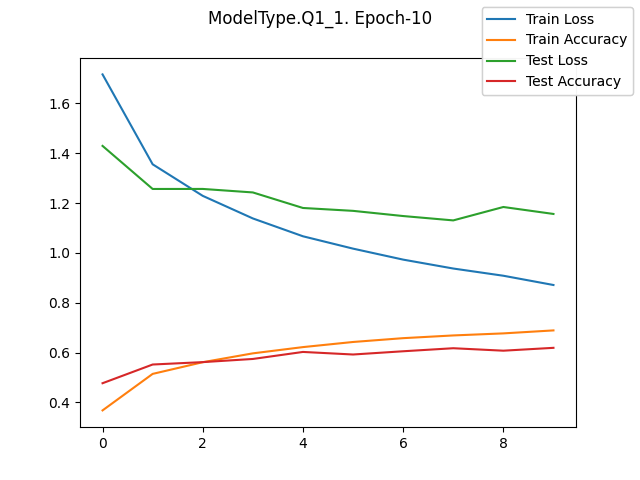 ModelType.Q1_1. Epoch-10
Train Loss
Train Accuracy
Test Loss
Test Accuracy
1.6
1.4
1.2
1.0
0.8
0.6
0.4
0 2 4 6 8